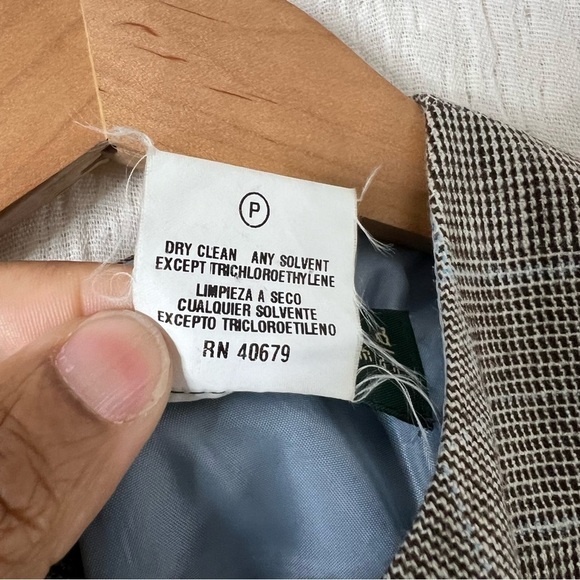 P
DRY CLEAN ANY SOLVENT
EXCEPT TRICHLOROETHYLENE
LIMPIEZA A SECO
CUALQUIER SOLVENTE
EXCEPTO TRICLOROETILENO
RN 40679